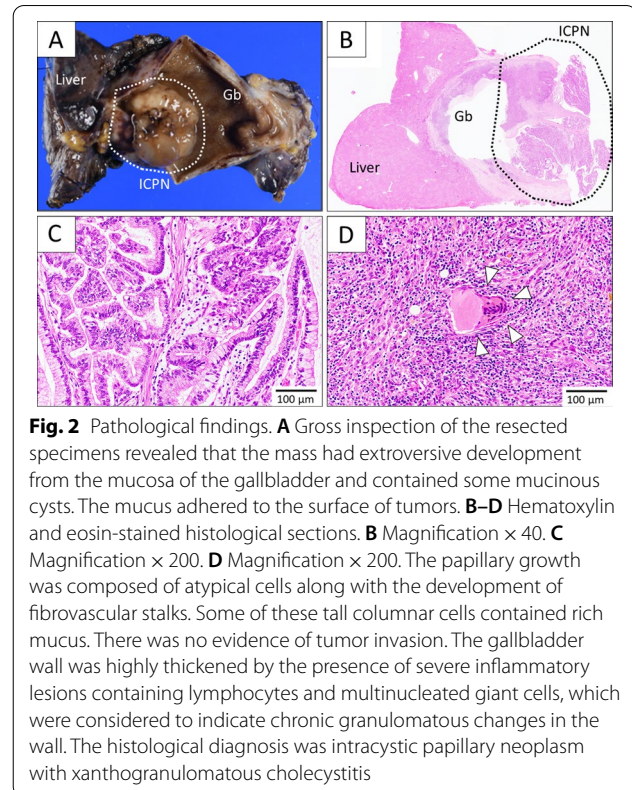 A
Liver
Gb
ICPN
B
ICPN
Gb
Liver
C
100 µm
D
100 µm
Fig. 2 Pathological findings. A Gross inspection of the resected
specimens revealed that the mass had extroversive development
from the mucosa of the gallbladder and contained some mucinous
cysts. The mucus adhered to the surface of tumors. B–D Hematoxylin
and eosin-stained histological sections. B Magnification × 40. C
Magnification × 200. D Magnification × 200. The papillary growth
was composed of atypical cells along with the development of
fibrovascular stalks. Some of these tall columnar cells contained rich
mucus. There was no evidence of tumor invasion. The gallbladder
wall was highly thickened by the presence of severe inflammatory
lesions containing lymphocytes and multinucleated giant cells, which
were considered to indicate chronic granulomatous changes in the
wall. The histological diagnosis was intracystic papillary neoplasm
with xanthogranulomatous cholecystitis